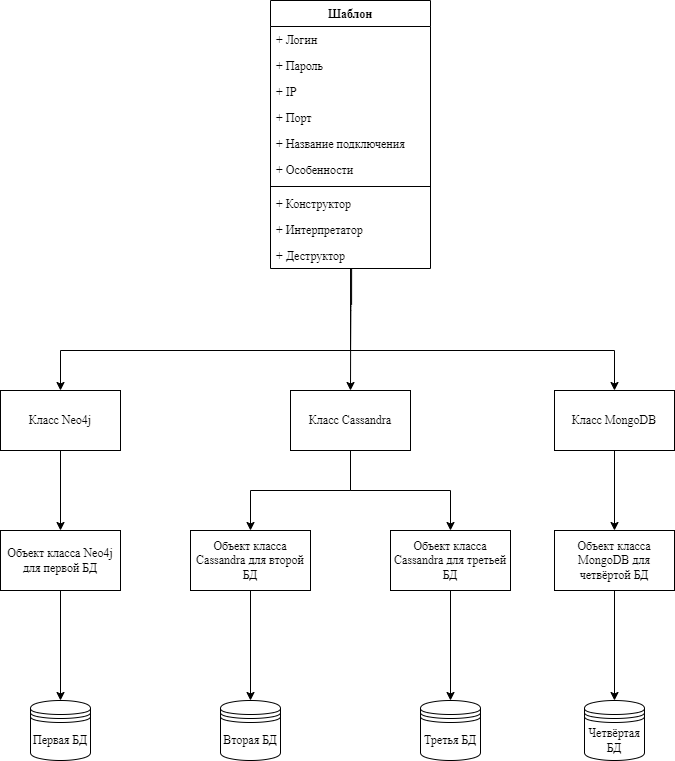 Шаблон
+ Логин
+ Пароль
+ IP
+ Порт
+ Название подключения
+ Особенности
+ Конструктор
+ Интерпретатор
+ Деструктор
Класс Neo4j
Класс Cassandra
Класс MongoDB
Объект класса Neo4j
для первой БД
Объект класса
Cassandra для второй
БД
Объект класса
Cassandra для третьей
БД
Объект класса
MongoDB для
четвёртой БД
Первая БД
Вторая БД
Третья БД
Четвёртая
БД